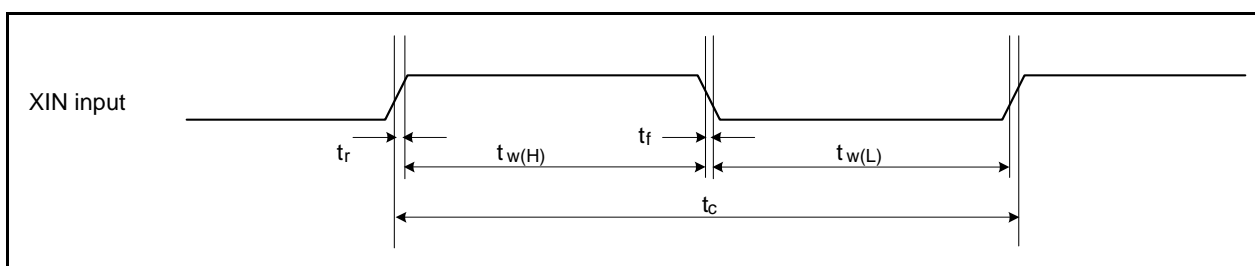 XIN input
tr
tw(H)
tf
tw(L)
tc